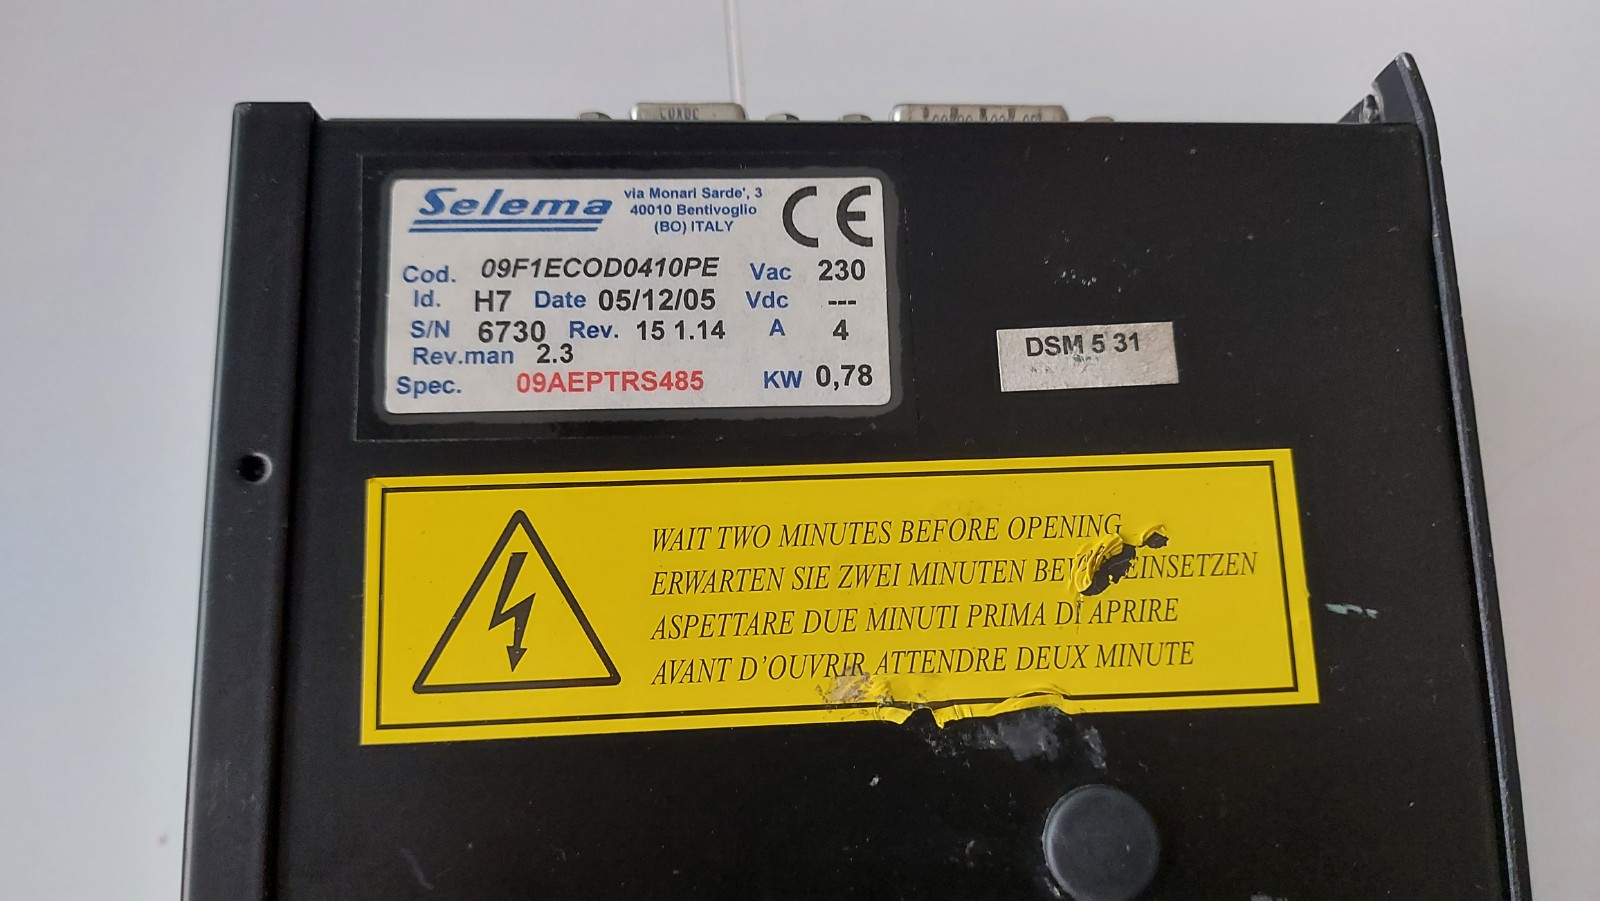 Selema
via Monari Sarde', 3
40010 Bentivoglio
(BO) ITALY
CE
Cod. 09F1ECOD0410PE Vac 230
Id. H7 Date 05/12/05 Vdc ---
S/N 6730 Rev. 15 1.14 A 4
Rev.man 2.3
Spec. 09AEPTRS485 KW 0,78
DSM 5 31
WAIT TWO MINUTES BEFORE OPENING
ERWARTEN SIE ZWEI MINUTEN EINSETZEN
ASPETTARE DUE MINUTI PRIMA DI APRIRE
AVANT D'OUVRIR ATTENDRE DEUX MINUTE